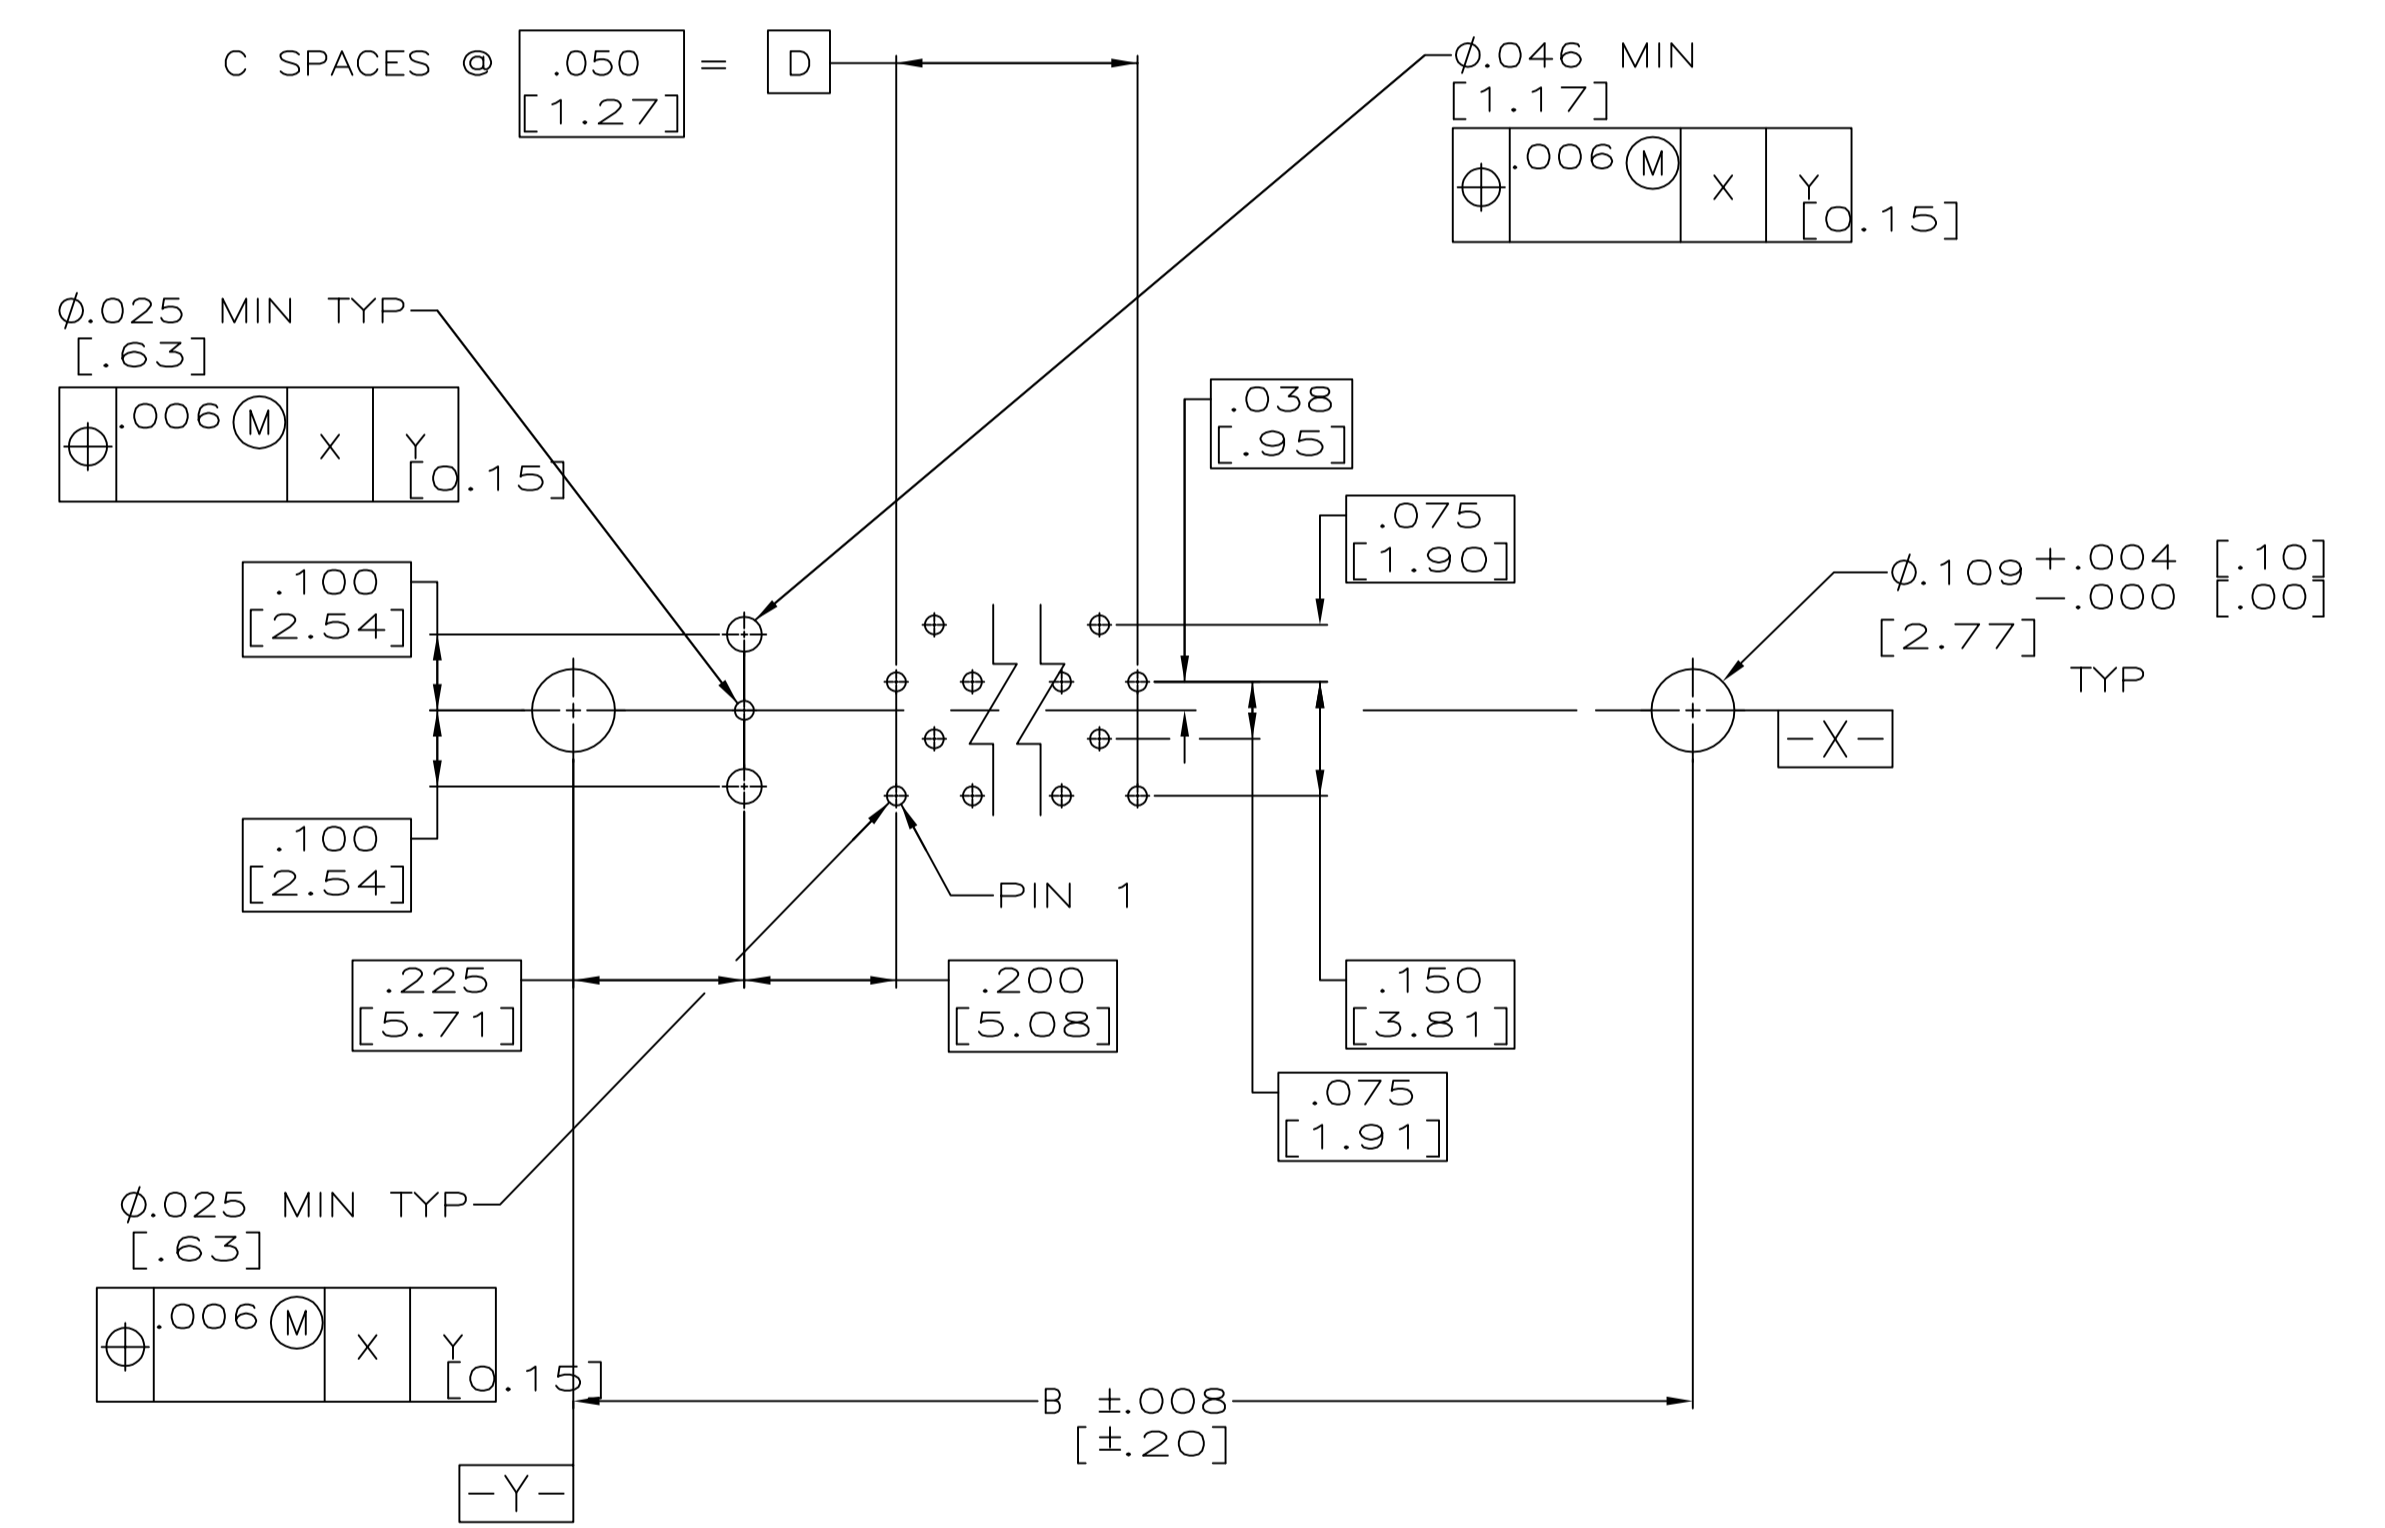 C SPACES @ .050 = D
[1.27]
⌀.046 MIN
[1.17]
⌖ .006 Ⓜ X Y
[0.15]
⌀.025 MIN TYP
[.63]
⌖ .006 Ⓜ X Y
[0.15]
.038
[.95]
.075
[1.90]
⌀.109 +.004 [.10]
-.000 [.00]
[2.77]
TYP
.100
[2.54]
-X-
.100
[2.54]
PIN 1
.225
[5.71]
.200
[5.08]
.150
[3.81]
.075
[1.91]
⌀.025 MIN TYP
[.63]
⌖ .006 Ⓜ X Y
[0.15]
B ±.008
[±.20]
-Y-